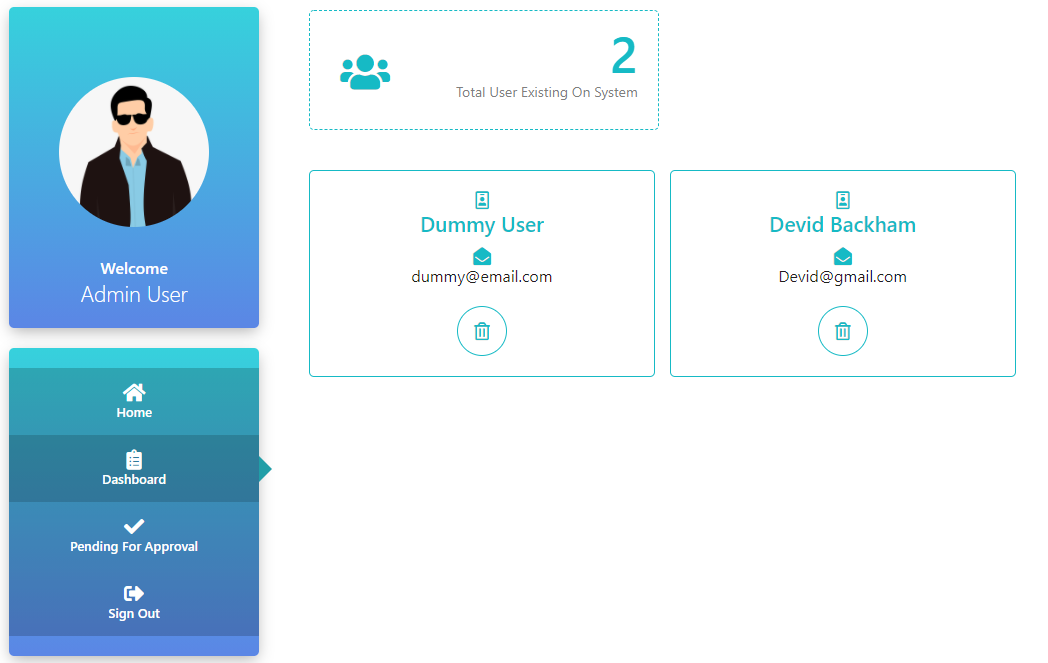 Welcome
Admin User
Home
Dashboard
Pending For Approval
Sign Out
2
Total User Existing On System
Dummy User
dummy@email.com
Devid Backham
Devid@gmail.com